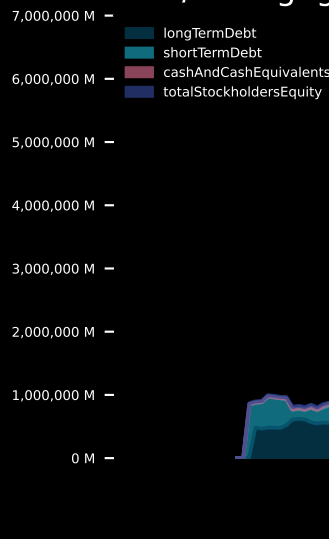 7,000,000 M
longTermDebt
shortTermDebt
6,000,000 M
cashAndCashEquivalents
totalStockholdersEquity
5,000,000 M
4,000,000 M
3,000,000 M
2,000,000 M
1,000,000 M
0 M